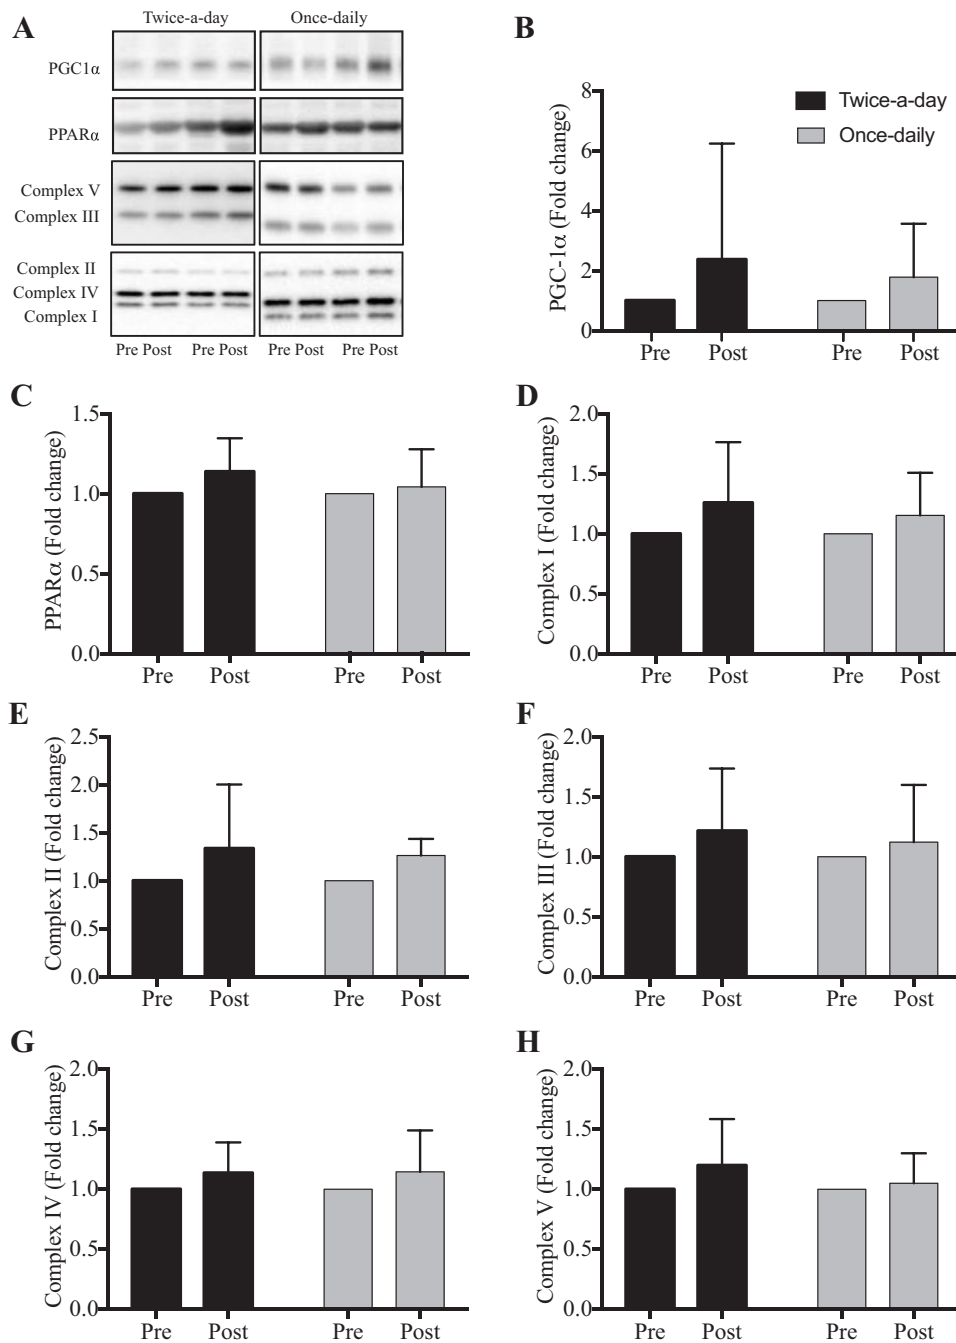 A
Twice-a-day
Once-daily
PGC1α
PPARα
Complex V
Complex III
Complex II
Complex IV
Complex I
Pre Post Pre Post Pre Post Pre Post
B
PGC-1α (Fold change)
8
6
4
2
0
Twice-a-day
Once-daily
Pre Post Pre Post
C
PPARα (Fold change)
1.5
1.0
0.5
0.0
Pre Post Pre Post
D
Complex I (Fold change)
2.0
1.5
1.0
0.5
0.0
Pre Post Pre Post
E
Complex II (Fold change)
2.5
2.0
1.5
1.0
0.5
0.0
Pre Post Pre Post
F
Complex III (Fold change)
2.0
1.5
1.0
0.5
0.0
Pre Post Pre Post
G
Complex IV (Fold change)
2.0
1.5
1.0
0.5
0.0
Pre Post Pre Post
H
Complex V (Fold change)
2.0
1.5
1.0
0.5
0.0
Pre Post Pre Post